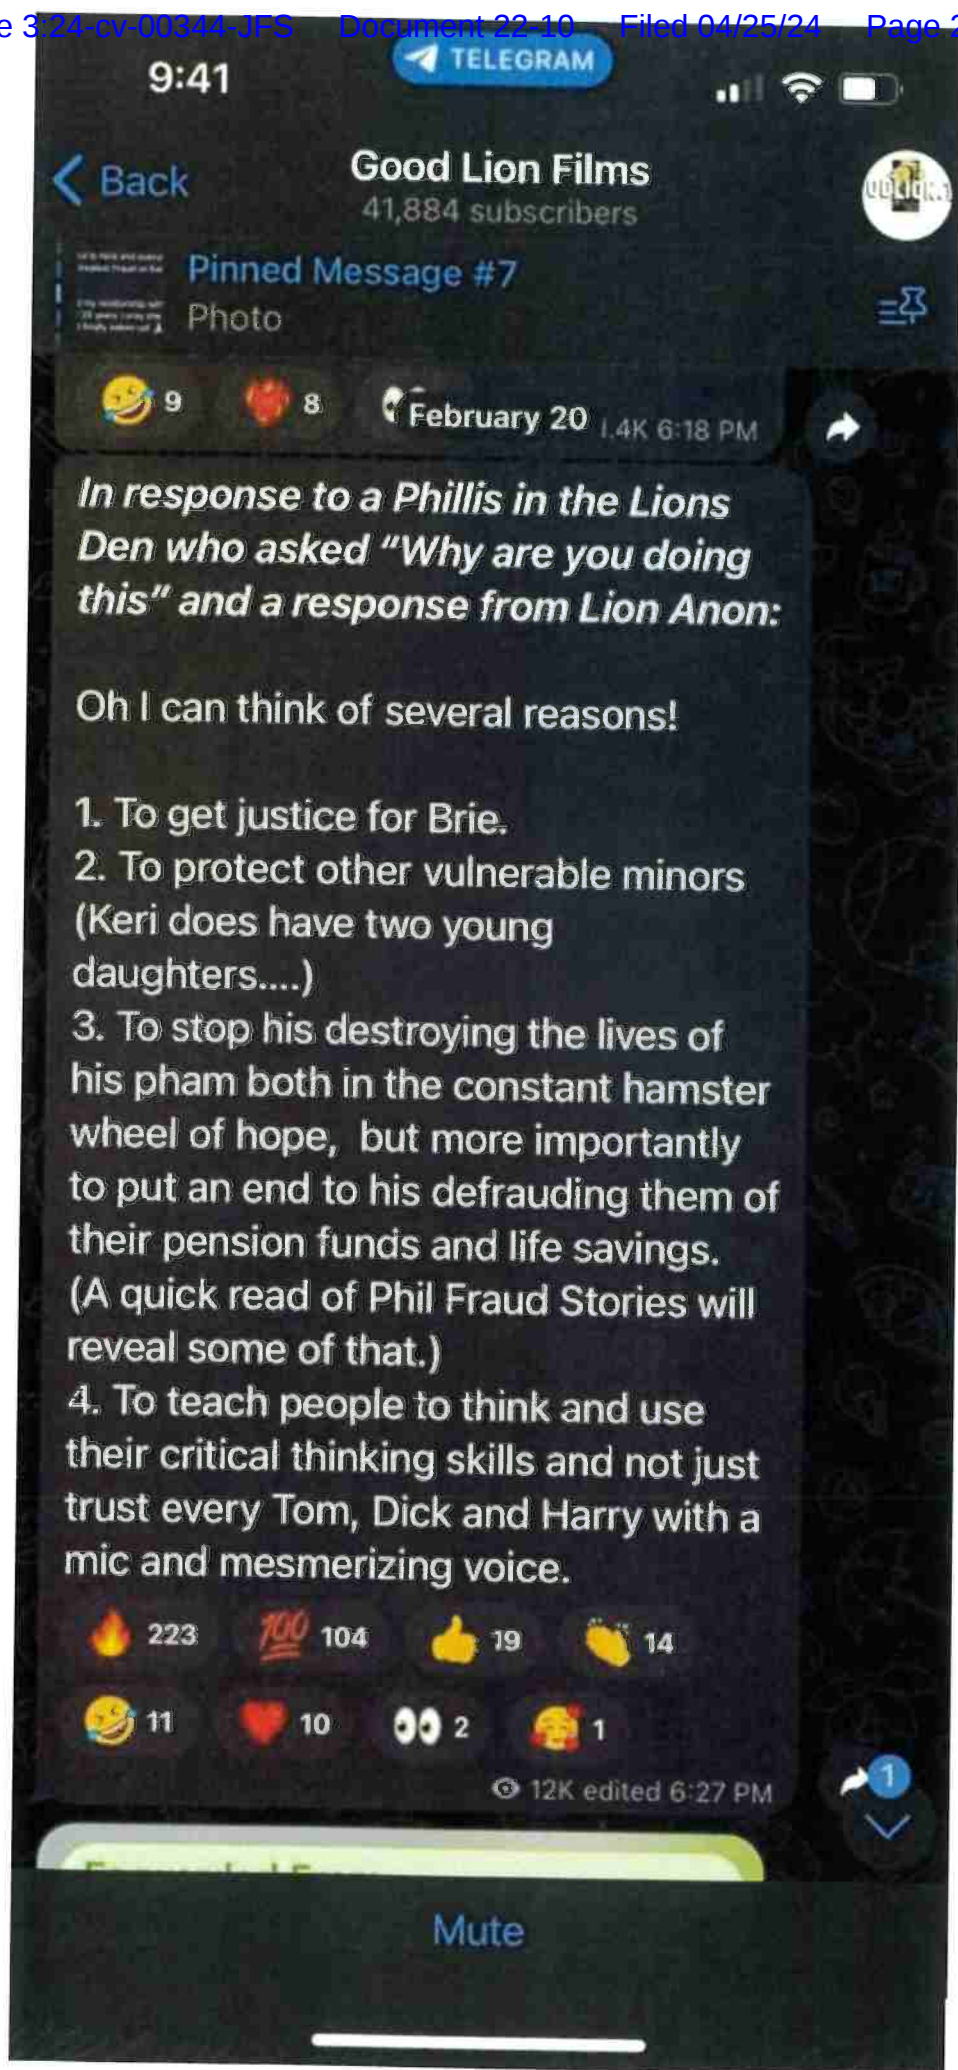 e 3:24-cv-00344-JFS Document 22-10 Filed 04/25/24 Page 2
9:41
TELEGRAM
Back
Good Lion Films
41,884 subscribers
Pinned Message #7
Photo
9 8 February 20 1.4K 6:18 PM
In response to a Phillis in the Lions
Den who asked “Why are you doing
this” and a response from Lion Anon:
Oh I can think of several reasons!
1. To get justice for Brie.
2. To protect other vulnerable minors
(Keri does have two young
daughters....)
3. To stop his destroying the lives of
his pham both in the constant hamster
wheel of hope, but more importantly
to put an end to his defrauding them of
their pension funds and life savings.
(A quick read of Phil Fraud Stories will
reveal some of that.)
4. To teach people to think and use
their critical thinking skills and not just
trust every Tom, Dick and Harry with a
mic and mesmerizing voice.
223 100 104 19 14
11 10 2 1
12K edited 6:27 PM
1
Mute